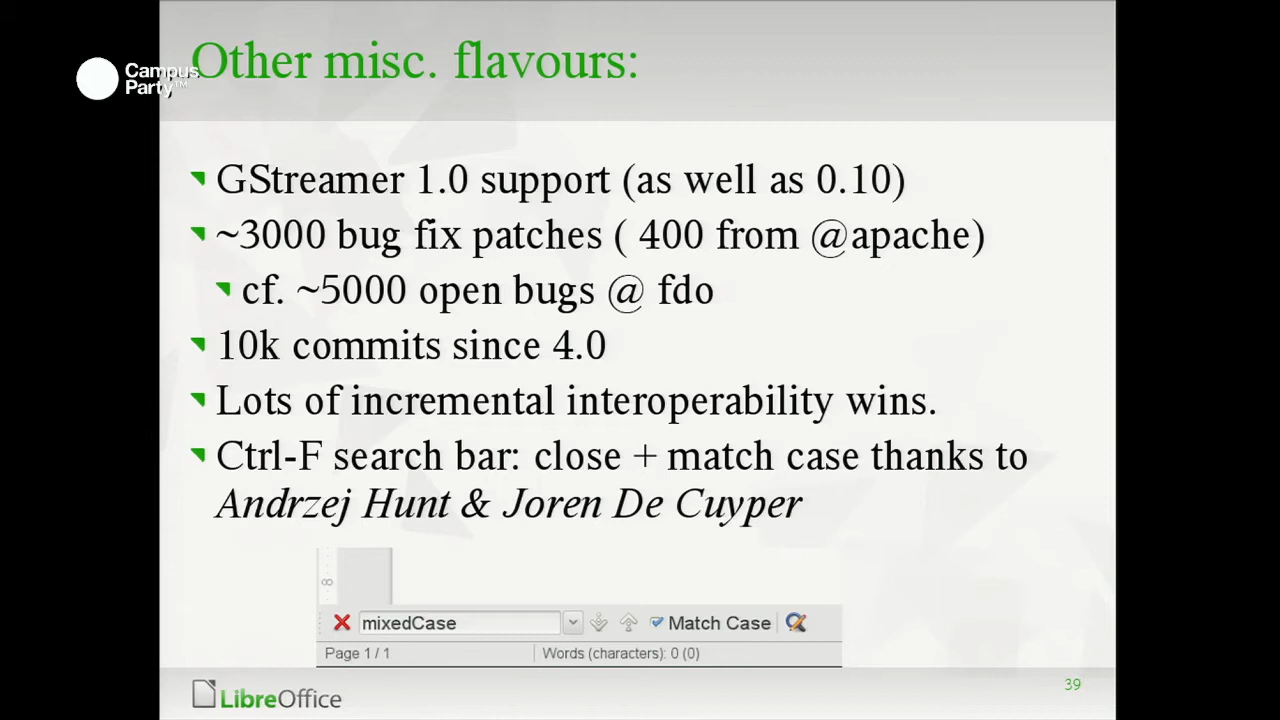 Other misc. flavours:
Campus
Party™
GStreamer 1.0 support (as well as 0.10)
~3000 bug fix patches ( 400 from @apache)
cf. ~5000 open bugs @ fdo
10k commits since 4.0
Lots of incremental interoperability wins.
Ctrl-F search bar: close + match case thanks to
Andrzej Hunt & Joren De Cuyper
8
mixedCase Match Case
Page 1 / 1 Words (characters): 0 (0)
LibreOffice
39